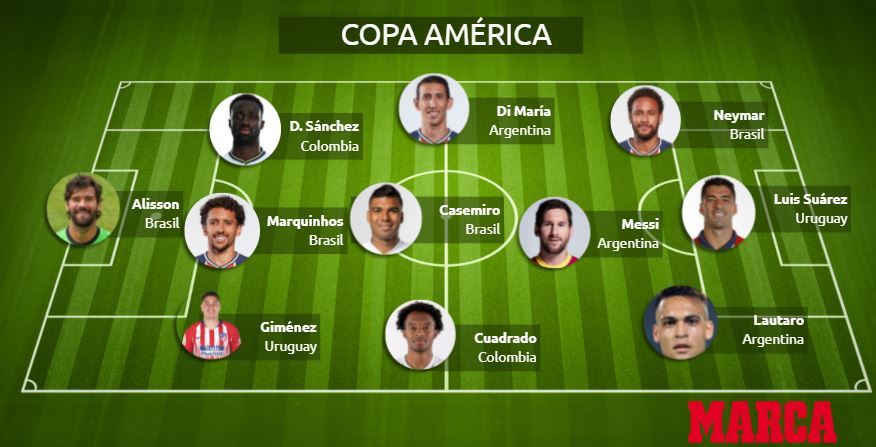 COPA AMÉRICA
Di María
Argentina
D. Sánchez
Colombia
Neymar
Brasil
Alisson
Brasil
Marquinhos
Brasil
Casemiro
Brasil
Messi
Argentina
Luis Suárez
Uruguay
Giménez
Uruguay
Cuadrado
Colombia
Lautaro
Argentina
MARCA